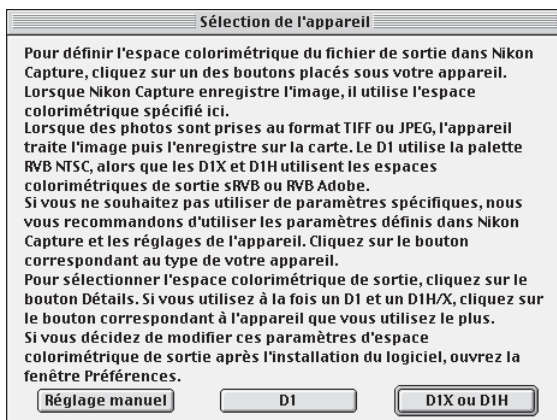 Sélection de l'appareil
Pour définir l'espace colorimétrique du fichier de sortie dans Nikon
Capture, cliquez sur un des boutons placés sous votre appareil.
Lorsque Nikon Capture enregistre l'image, il utilise l'espace
colorimétrique spécifié ici.
Lorsque des photos sont prises au format TIFF ou JPEG, l'appareil
traite l'image puis l'enregistre sur la carte. Le D1 utilise la palette
RVB NTSC, alors que les D1X et D1H utilisent les espaces
colorimétriques de sortie sRVB ou RVB Adobe.
Si vous ne souhaitez pas utiliser de paramètres spécifiques, nous
vous recommandons d'utiliser les paramètres définis dans Nikon
Capture et les réglages de l'appareil. Cliquez sur le bouton
correspondant au type de votre appareil.
Pour sélectionner l'espace colorimétrique de sortie, cliquez sur le
bouton Détails. Si vous utilisez à la fois un D1 et un D1H/X, cliquez sur
le bouton correspondant à l'appareil que vous utilisez le plus.
Si vous décidez de modifier ces paramètres d'espace
colorimétrique de sortie après l'installation du logiciel, ouvrez la
fenêtre Préférences.
Réglage manuel D1 D1X ou D1H